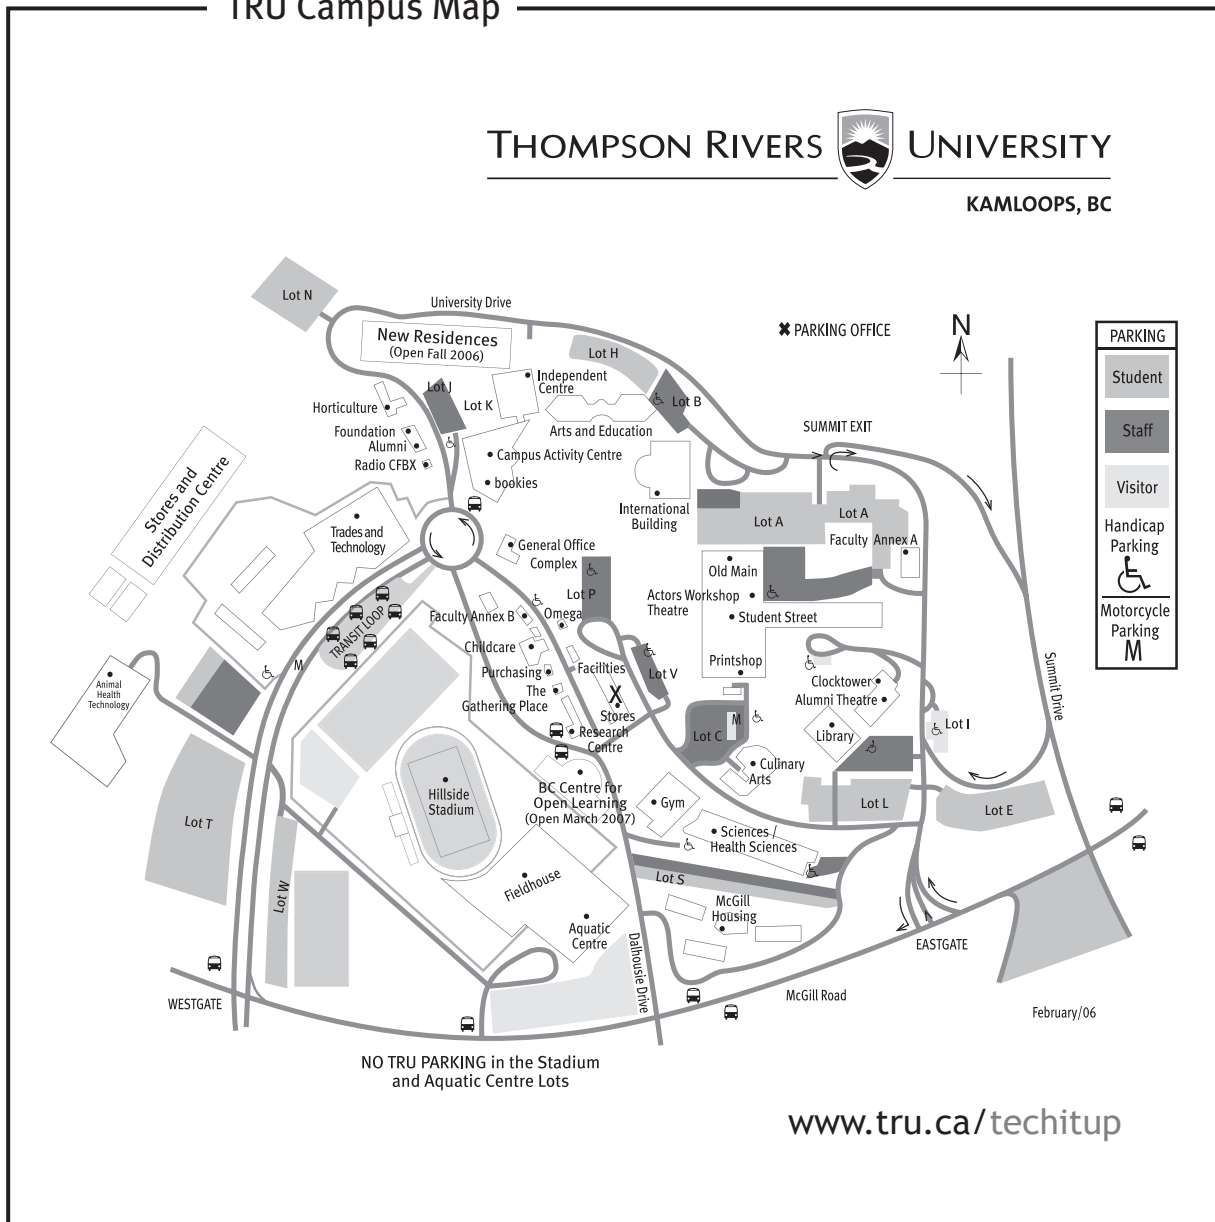 TRU Campus Map
THOMPSON RIVERS UNIVERSITY
KAMLOOPS, BC
Lot N
University Drive
New Residences
(Open Fall 2006)
Lot H
X PARKING OFFICE
N
PARKING
Student
Staff
Visitor
Handicap
Parking
Motorcycle
Parking
M
Lot J
Lot K
Independent
Centre
Lot B
Horticulture
Foundation
Alumni
Radio CFBX
Arts and Education
SUMMIT EXIT
Campus Activity Centre
bookies
Stores and
Distribution Centre
International
Building
Lot A
Lot A
Faculty Annex A
Trades and
Technology
General Office
Complex
Old Main
Lot P
Actors Workshop
Theatre
TRANSIT LOOP
Faculty Annex B
Omega
Student Street
Childcare
M
Facilities
Purchasing
Lot V
Printshop
The
Gathering Place
X
Stores
Clocktower
Alumni Theatre
Summit Drive
Animal
Health
Technology
Research
Centre
Lot C
M
Library
Lot I
Culinary
Arts
Hillside
Stadium
BC Centre for
Open Learning
(Open March 2007)
Gym
Lot L
Lot E
Lot T
Sciences /
Health Sciences
Lot S
Lot W
Fieldhouse
McGill
Housing
Aquatic
Centre
Dalhousie Drive
EASTGATE
WESTGATE
McGill Road
February/06
NO TRU PARKING in the Stadium
and Aquatic Centre Lots
www.tru.ca/techitup